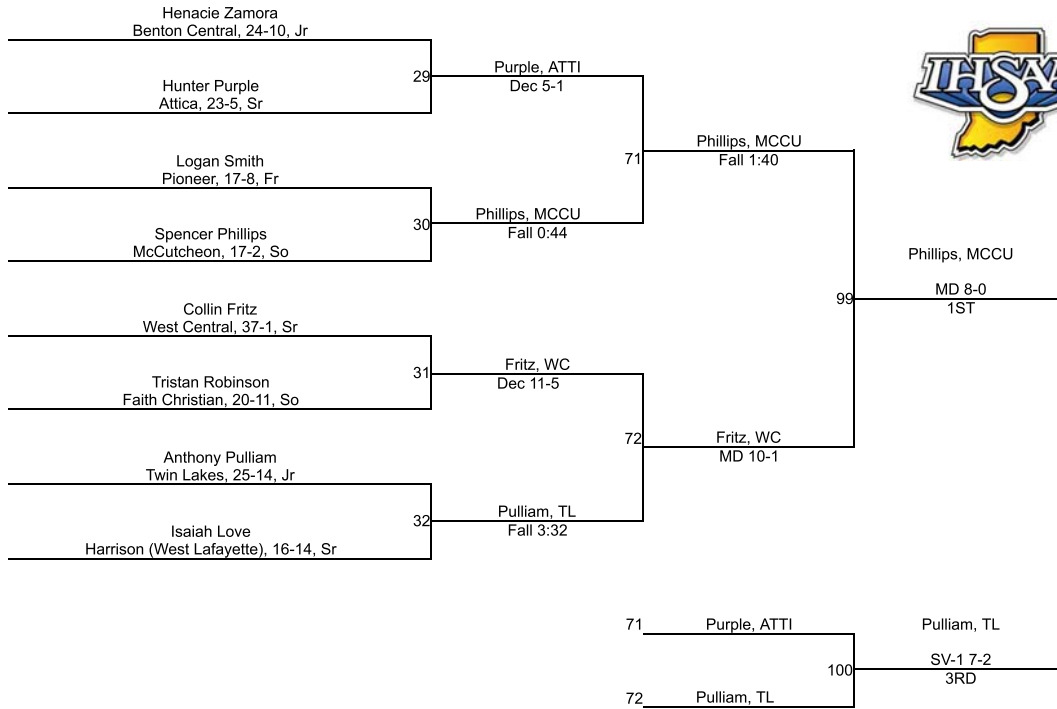 Henacie Zamora
Benton Central, 24-10, Jr
29
Purple, ATTI
Dec 5-1
Hunter Purple
Attica, 23-5, Sr
IHSAA
Logan Smith
Pioneer, 17-8, Fr
71
Phillips, MCCU
Fall 1:40
30
Phillips, MCCU
Fall 0:44
Spencer Phillips
McCutcheon, 17-2, So
Phillips, MCCU
99
MD 8-0
1ST
Collin Fritz
West Central, 37-1, Sr
31
Fritz, WC
Dec 11-5
Tristan Robinson
Faith Christian, 20-11, So
72
Fritz, WC
MD 10-1
Anthony Pulliam
Twin Lakes, 25-14, Jr
32
Pulliam, TL
Fall 3:32
Isaiah Love
Harrison (West Lafayette), 16-14, Sr
71
Purple, ATTI
Pulliam, TL
100
SV-1 7-2
3RD
72
Pulliam, TL